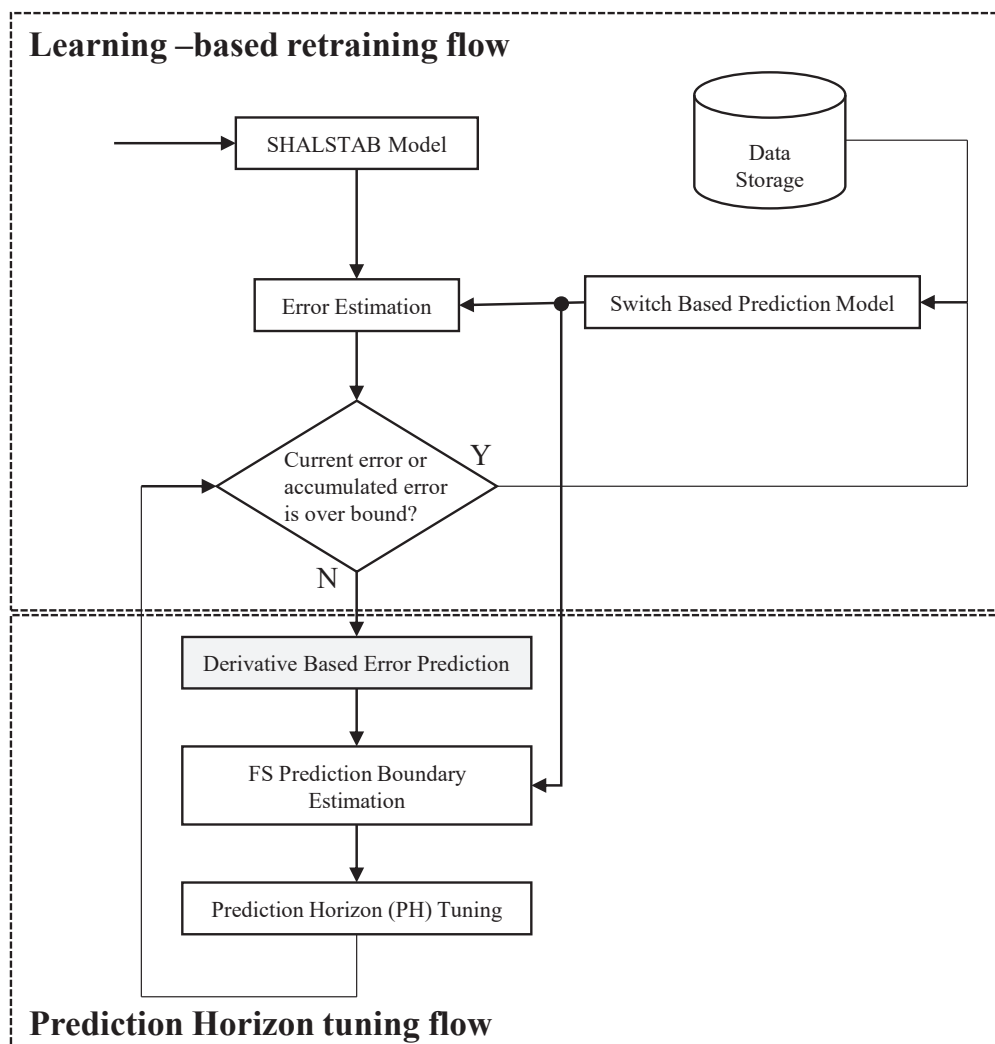 Learning –based retraining flow
SHALSTAB Model
Data
Storage
Error Estimation
Switch Based Prediction Model
Current error or
accumulated error
is over bound?
Y
N
Derivative Based Error Prediction
FS Prediction Boundary
Estimation
Prediction Horizon (PH) Tuning
Prediction Horizon tuning flow